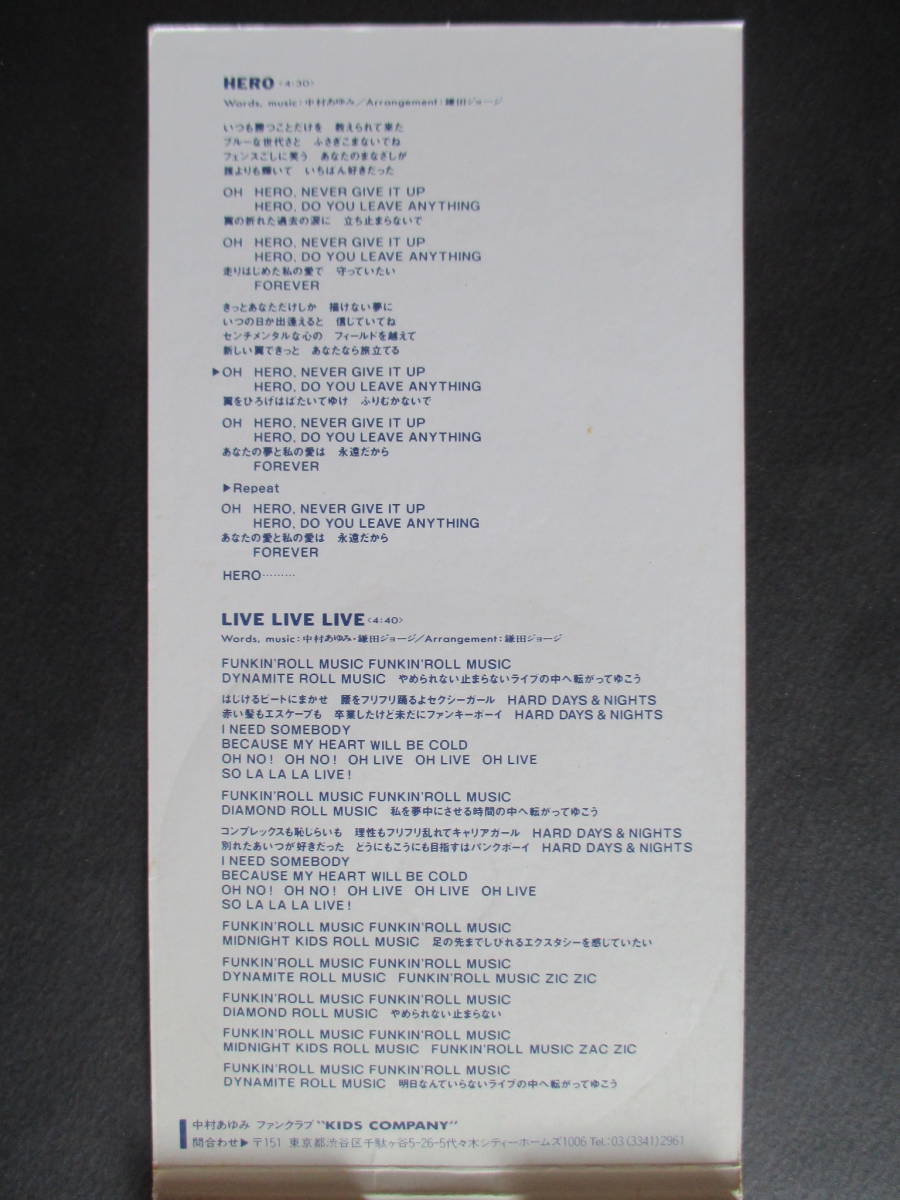 HERO〈4:30〉
Words, music:中村あゆみ/Arrangement:鎌田ジョージ
いつも勝つことだけを 教えられて来た
ブルーな世代さと ふさぎこまないでね
フェンスごしに笑う あなたのまなざしが
誰よりも輝いて いちばん好きだった
OH HERO, NEVER GIVE IT UP
HERO, DO YOU LEAVE ANYTHING
翼の折れた過去の涙に 立ち止まらないで
OH HERO, NEVER GIVE IT UP
HERO, DO YOU LEAVE ANYTHING
走りはじめた私の愛で 守っていたい
FOREVER
きっとあなただけしか 描けない夢に
いつの日か出逢えると 信じていてね
センチメンタルな心の フィールドを越えて
新しい翼できっと あなたなら旅立てる
▶OH HERO, NEVER GIVE IT UP
HERO, DO YOU LEAVE ANYTHING
翼をひろげはばたいてゆけ ふりむかないで
OH HERO, NEVER GIVE IT UP
HERO, DO YOU LEAVE ANYTHING
あなたの夢と私の愛は 永遠だから
FOREVER
▶Repeat
OH HERO, NEVER GIVE IT UP
HERO, DO YOU LEAVE ANYTHING
あなたの愛と私の愛は 永遠だから
FOREVER
HERO………
LIVE LIVE LIVE〈4:40〉
Words, music:中村あゆみ・鎌田ジョージ/Arrangement:鎌田ジョージ
FUNKIN'ROLL MUSIC FUNKIN'ROLL MUSIC
DYNAMITE ROLL MUSIC やめられない止まらないライブの中へ転がってゆこう
はじけるビートにまかせ 腰をフリフリ踊るよセクシーガール HARD DAYS & NIGHTS
赤い髪もエスケープも 卒業したけど未だにファンキーボーイ HARD DAYS & NIGHTS
I NEED SOMEBODY
BECAUSE MY HEART WILL BE COLD
OH NO! OH NO! OH LIVE OH LIVE OH LIVE
SO LA LA LA LIVE!
FUNKIN'ROLL MUSIC FUNKIN'ROLL MUSIC
DIAMOND ROLL MUSIC 私を夢中にさせる時間の中へ転がってゆこう
コンプレックスも恥じらいも 理性もフリフリ乱れてキャリアガール HARD DAYS & NIGHTS
別れたあいつが好きだった どうにもこうにも目指すはパンクボーイ HARD DAYS & NIGHTS
I NEED SOMEBODY
BECAUSE MY HEART WILL BE COLD
OH NO! OH NO! OH LIVE OH LIVE OH LIVE
SO LA LA LA LIVE!
FUNKIN'ROLL MUSIC FUNKIN'ROLL MUSIC
MIDNIGHT KIDS ROLL MUSIC 足の先までしびれるエクスタシーを感じていたい
FUNKIN'ROLL MUSIC FUNKIN'ROLL MUSIC
DYNAMITE ROLL MUSIC FUNKIN'ROLL MUSIC ZIC ZIC
FUNKIN'ROLL MUSIC FUNKIN'ROLL MUSIC
DIAMOND ROLL MUSIC やめられない止まらない
FUNKIN'ROLL MUSIC FUNKIN'ROLL MUSIC
MIDNIGHT KIDS ROLL MUSIC FUNKIN'ROLL MUSIC ZAC ZIC
FUNKIN'ROLL MUSIC FUNKIN'ROLL MUSIC
DYNAMITE ROLL MUSIC 明日なんていらないライブの中へ転がってゆこう
中村あゆみ ファンクラブ "KIDS COMPANY"
問合わせ▶〒151 東京都渋谷区千駄ヶ谷5-26-5代々木シティーホームズ1006 Tel:03(3341)2961